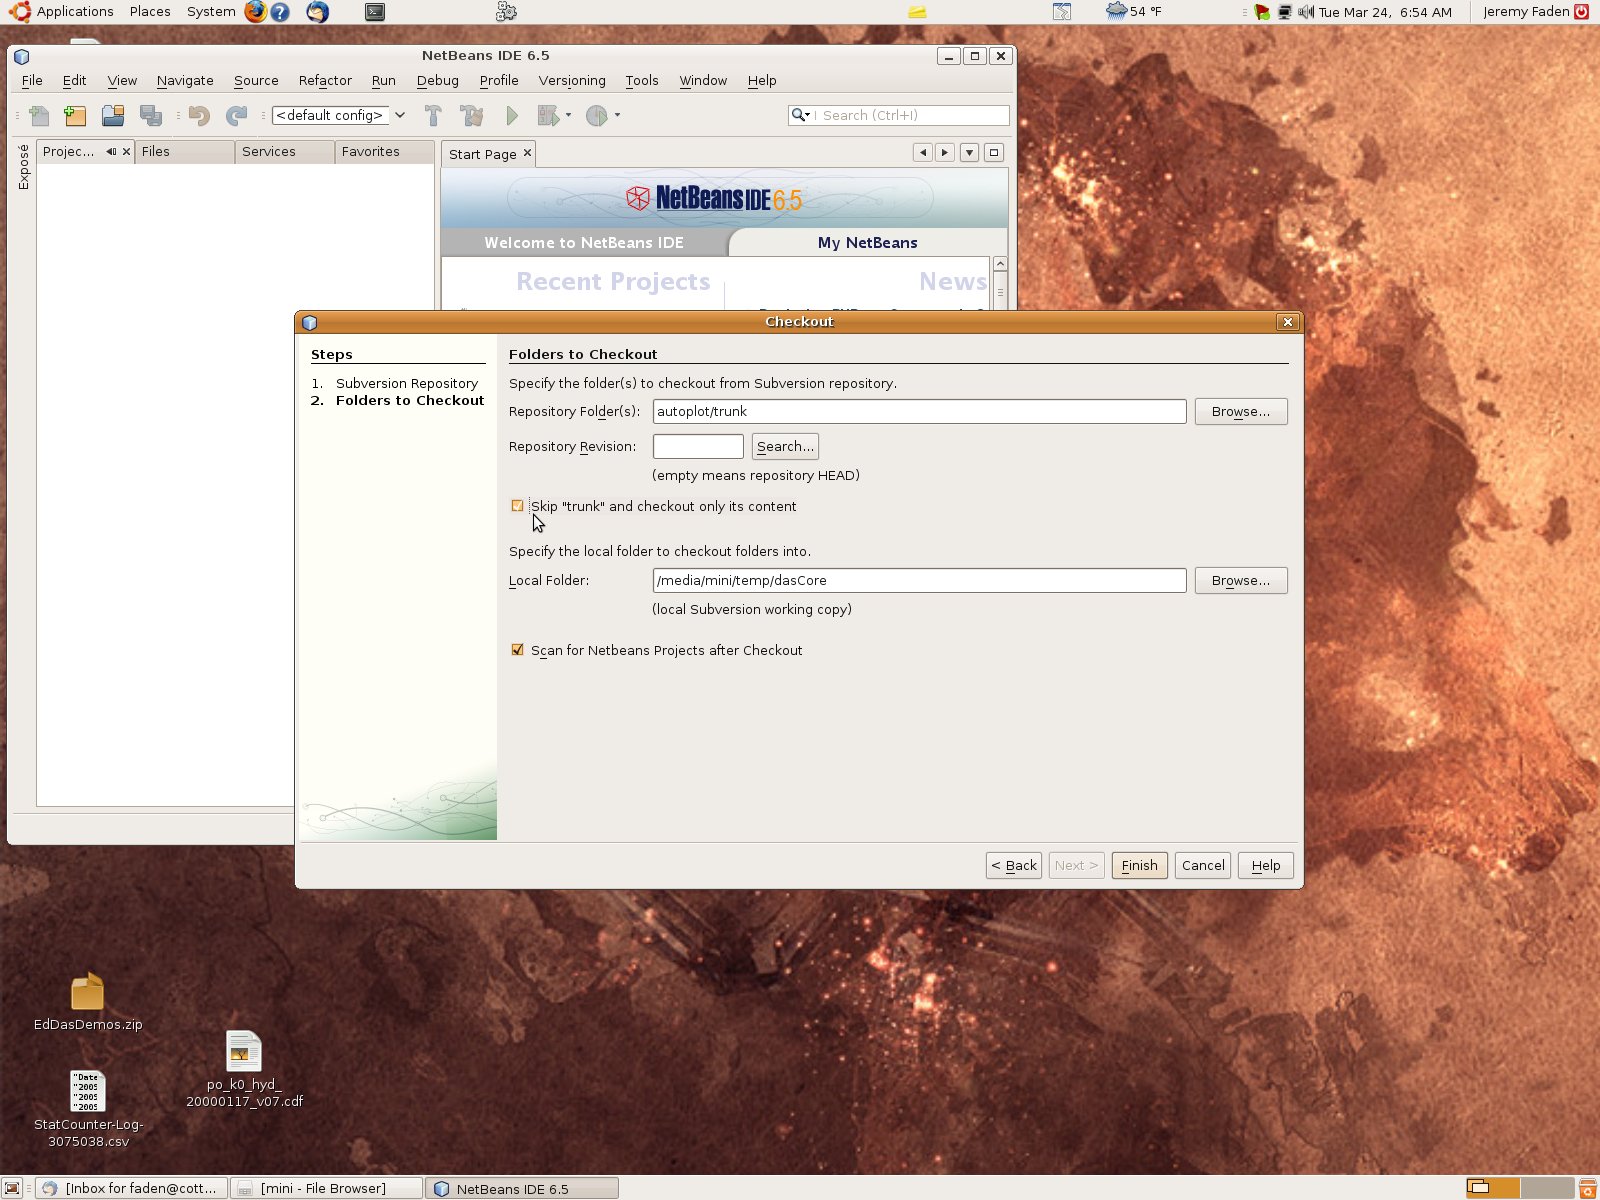 Applications Places System 54 °F Tue Mar 24, 6:54 AM Jeremy Faden
NetBeans IDE 6.5
File Edit View Navigate Source Refactor Run Debug Profile Versioning Tools Window Help
<default config> Search (Ctrl+I)
Exposé
Projec... Files Services Favorites
Start Page
NetBeans IDE 6.5
Welcome to NetBeans IDE My NetBeans
Recent Projects News
Checkout
Steps
1. Subversion Repository
2. Folders to Checkout
Folders to Checkout
Specify the folder(s) to checkout from Subversion repository.
Repository Folder(s): autoplot/trunk Browse...
Repository Revision: Search...
(empty means repository HEAD)
Skip "trunk" and checkout only its content
Specify the local folder to checkout folders into.
Local Folder: /media/mini/temp/dasCore Browse...
(local Subversion working copy)
Scan for Netbeans Projects after Checkout
< Back Next > Finish Cancel Help
EdDasDemos.zip
po_k0_hyd_
20000117_v07.cdf
"Date
"2005
"2005
"2005
StatCounter-Log-
3075038.csv
[Inbox for faden@cott... [mini - File Browser] NetBeans IDE 6.5